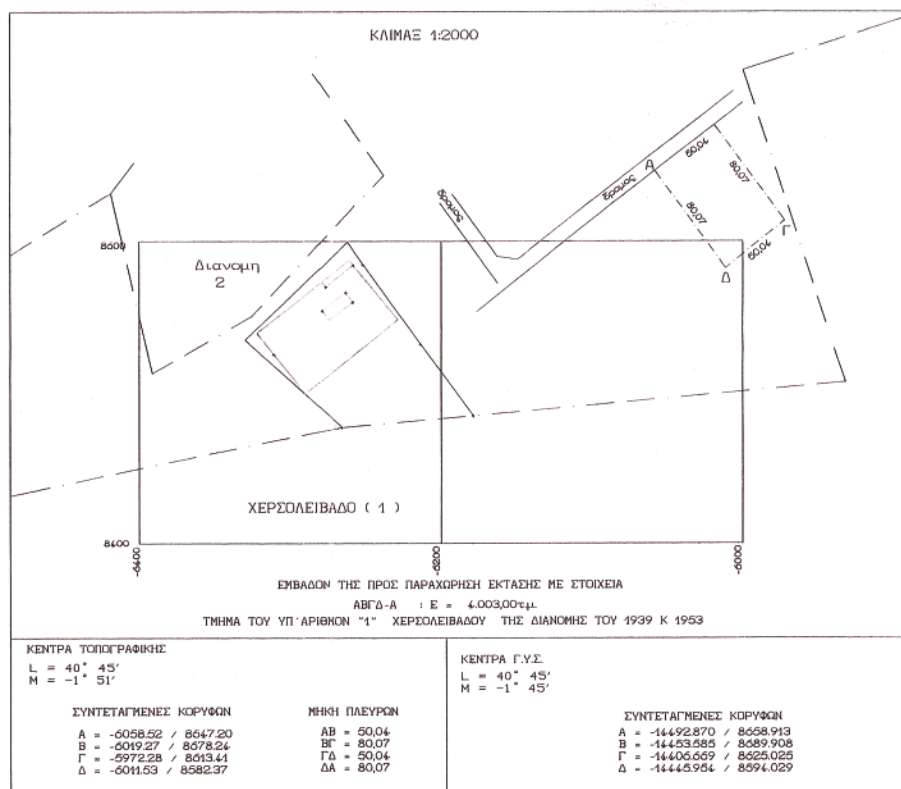 ΚΛΙΜΑΞ 1:2000
Α
50,04
80,07
80,07
Γ
50,04
Δ
8600
Διανομη
2
ΧΕΡΣΟΛΕΙΒΑΔΟ ( 1 )
8400
-6400
-6200
-6000
ΕΜΒΑΔΟΝ ΤΗΣ ΠΡΟΣ ΠΑΡΑΧΩΡΗΣΗ ΕΚΤΑΣΗΣ ΜΕ ΣΤΟΙΧΕΙΑ
ΑΒΓΔ-Α : Ε = 4.003,00τ.μ.
ΤΜΗΜΑ ΤΟΥ ΥΠ΄ΑΡΙΘΜΟΝ "1" ΧΕΡΣΟΛΕΙΒΑΔΟΥ ΤΗΣ ΔΙΑΝΟΜΗΣ ΤΟΥ 1939 Κ 1953
ΚΕΝΤΡΑ ΤΟΠΟΓΡΑΦΙΚΗΣ
L = 40° 45'
M = -1° 51'
ΣΥΝΤΕΤΑΓΜΕΝΕΣ ΚΟΡΥΦΩΝ
Α = -6058.52 / 8647.20
Β = -6019.27 / 8678.24
Γ = -5972.28 / 8613.41
Δ = -6011.53 / 8582.37
ΜΗΚΗ ΠΛΕΥΡΩΝ
ΑΒ = 50,04
ΒΓ = 80,07
ΓΔ = 50,04
ΔΑ = 80,07
ΚΕΝΤΡΑ Γ.Υ.Σ.
L = 40° 45'
M = -1° 45'
ΣΥΝΤΕΤΑΓΜΕΝΕΣ ΚΟΡΥΦΩΝ
Α = -14492.870 / 8658.913
Β = -14453.585 / 8689.908
Γ = -14406.669 / 8625.025
Δ = -14445.954 / 8594.029